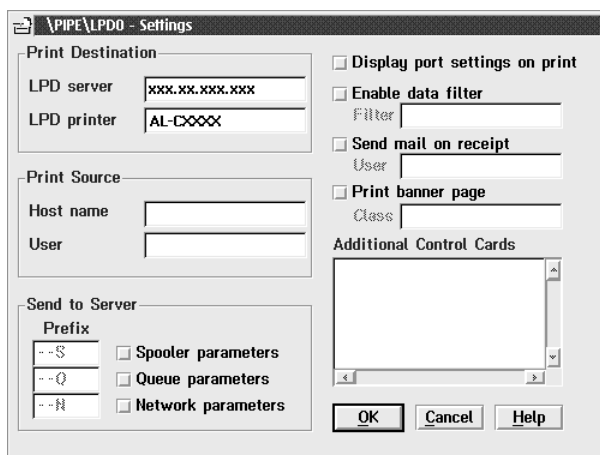 \PIPE\LPD0 - Settings
Print Destination
LPD server
xxx.xx.xxx.xxx
LPD printer
AL-CXXXX
Print Source
Host name
User
Send to Server
Prefix
--S
Spooler parameters
--Q
Queue parameters
--N
Network parameters
Display port settings on print
Enable data filter
Filter
Send mail on receipt
User
Print banner page
Class
Additional Control Cards
OK
Cancel
Help